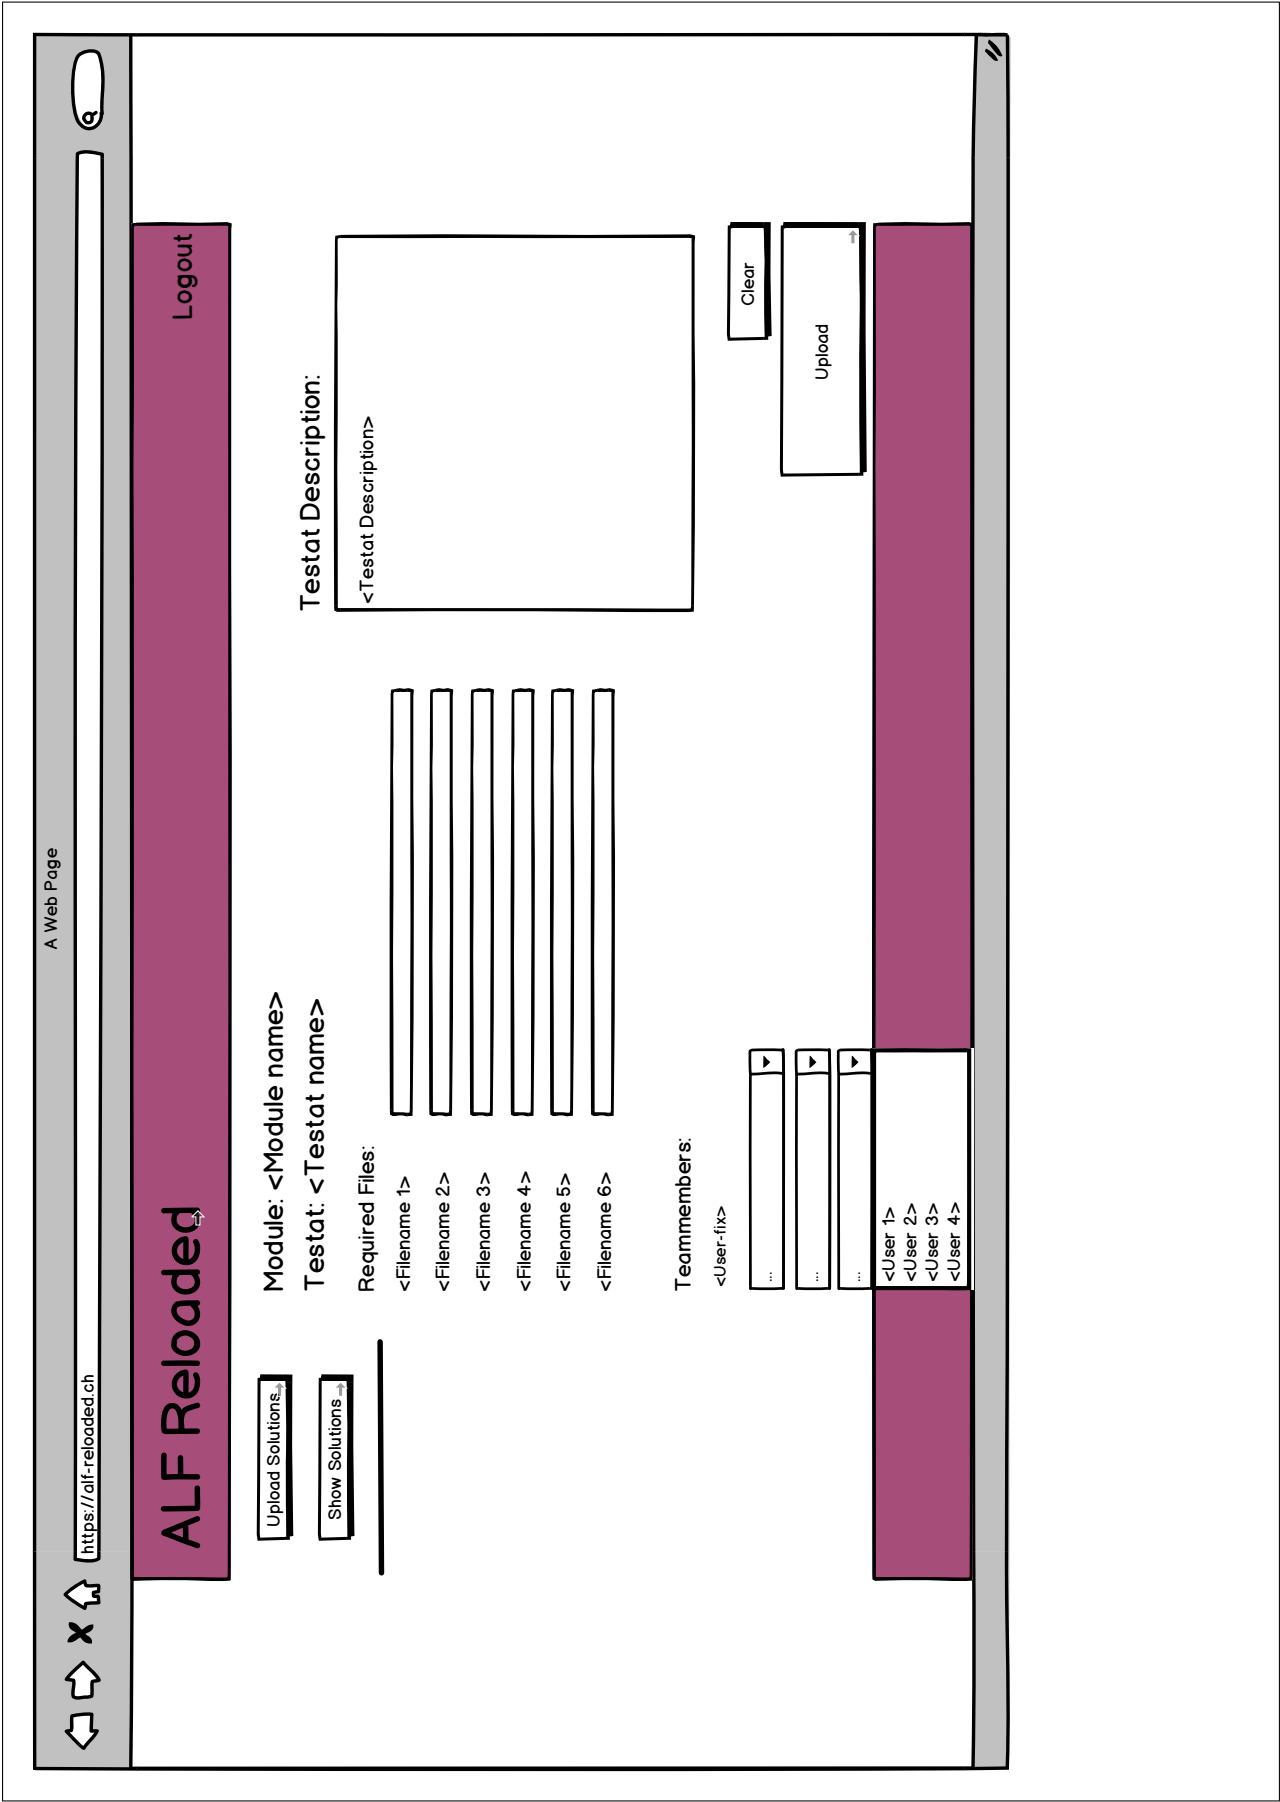 A Web Page
https://alf-reloaded.ch
ALF Reloaded
Logout
Upload Solutions
Show Solutions
Module: <Module name>
Testat: <Testat name>
Required Files:
<Filename 1>
<Filename 2>
<Filename 3>
<Filename 4>
<Filename 5>
<Filename 6>
Testat Description:
<Testat Description>
Teammembers:
<User-fix>
...
...
...
<User 1>
<User 2>
<User 3>
<User 4>
Clear
Upload